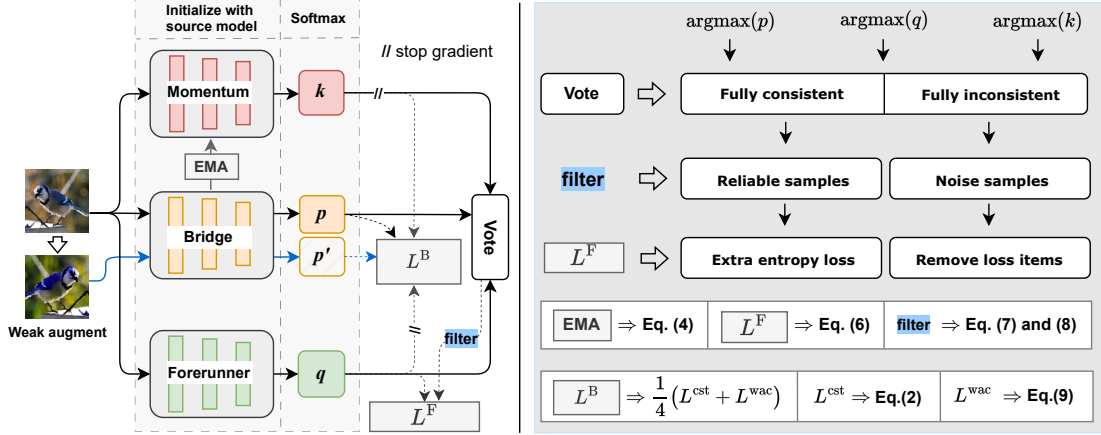 Initialize with
source model
Softmax
// stop gradient
Momentum
k
//
EMA
Bridge
p
p'
L^B
Vote
Weak augment
//
filter
Forerunner
q
L^F
argmax(p) argmax(q) argmax(k)
Vote ⇨ Fully consistent Fully inconsistent
filter ⇨ Reliable samples Noise samples
L^F ⇨ Extra entropy loss Remove loss items
EMA ⇒ Eq. (4) L^F ⇒ Eq. (6) filter ⇒ Eq. (7) and (8)
L^B ⇒ 1/4 (L^cst + L^wac) L^cst ⇒ Eq.(2) L^wac ⇒ Eq.(9)